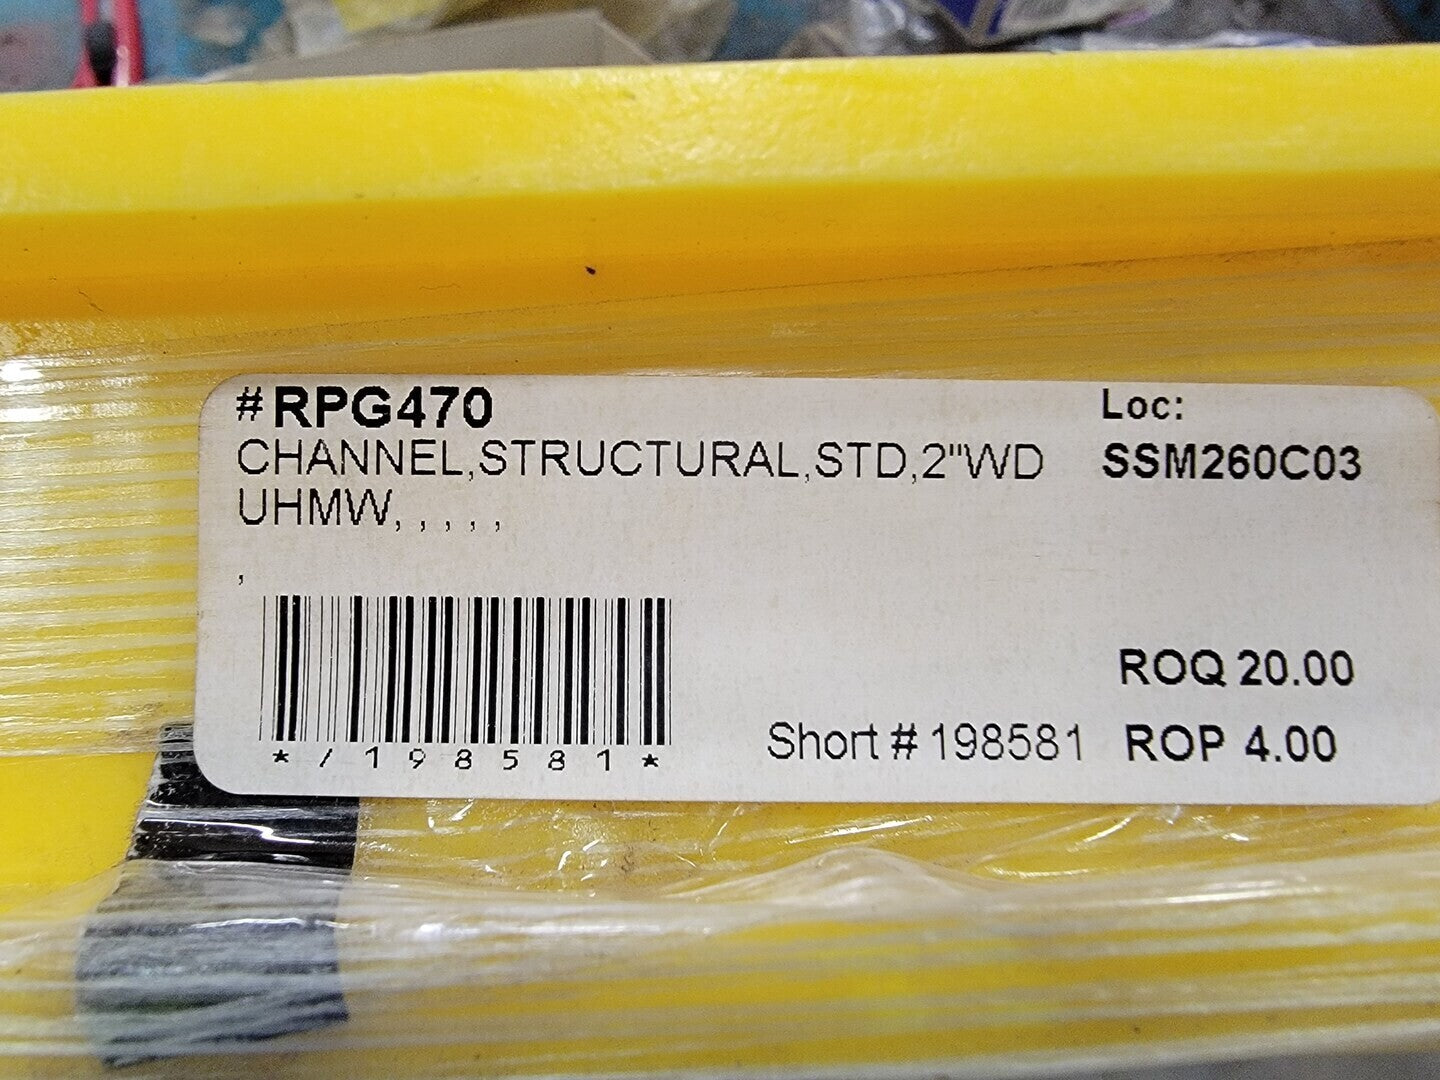 #RPG470
CHANNEL,STRUCTURAL,STD,2"WD
UHMW, , , , ,
,
Loc:
SSM260C03
*/198581*
ROQ 20.00
Short # 198581
ROP 4.00